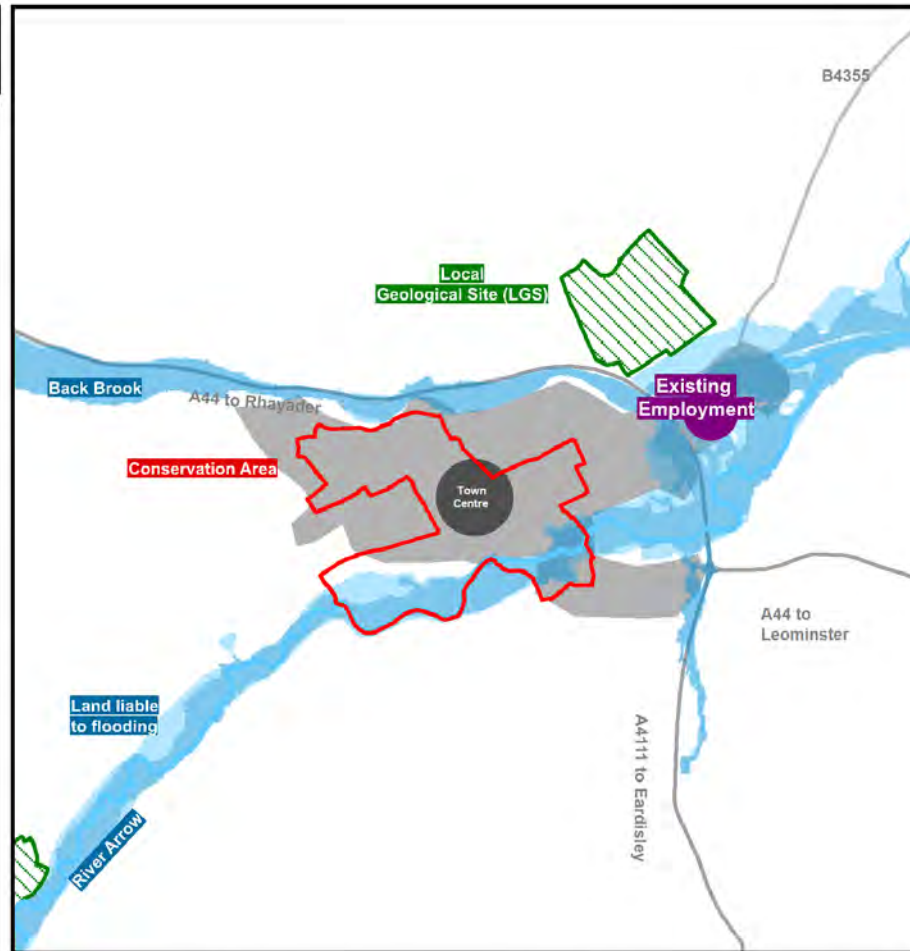 B4355
Local
Geological Site (LGS)
Back Brook
A44 to Rhayader
Existing
Employment
Conservation Area
Town
Centre
A44 to
Leominster
Land liable
to flooding
A4111 to Eardisley
River Arrow